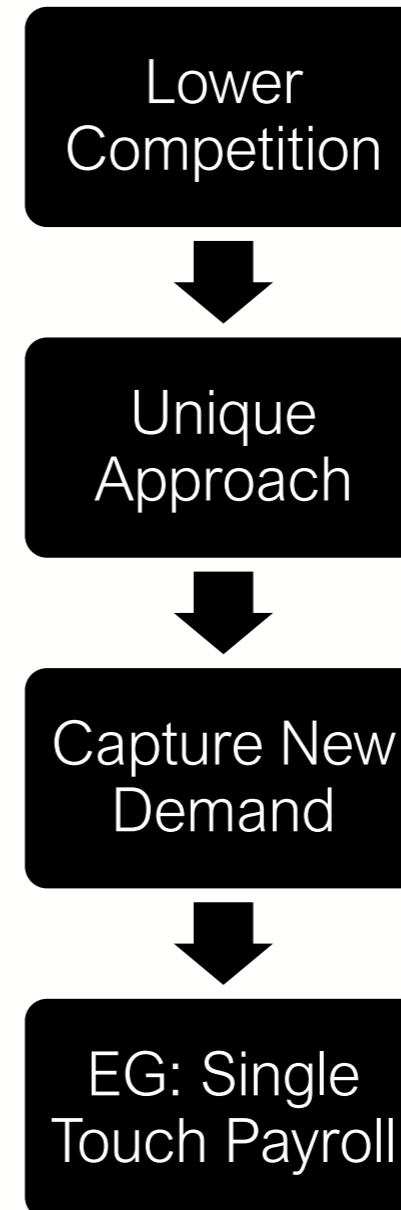 Lower
Competition
Unique
Approach
Capture New
Demand
EG: Single
Touch Payroll